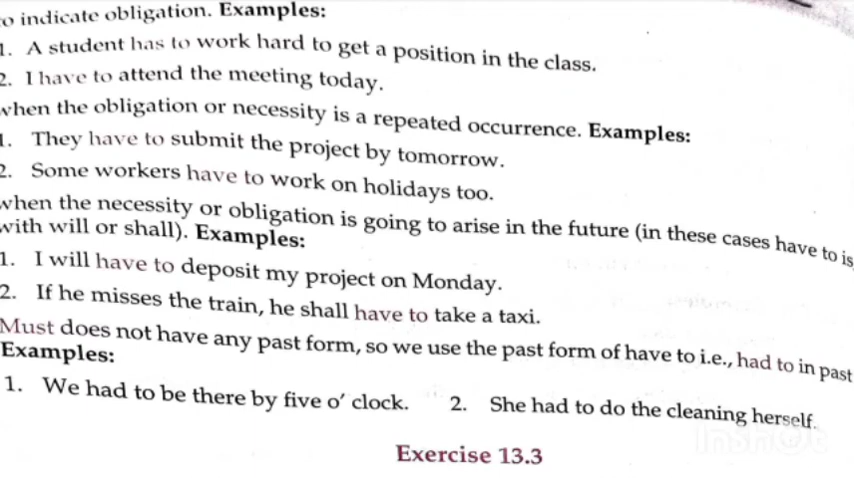 to indicate obligation. Examples:
1. A student has to work hard to get a position in the class.
2. I have to attend the meeting today.
when the obligation or necessity is a repeated occurrence. Examples:
1. They have to submit the project by tomorrow.
2. Some workers have to work on holidays too.
when the necessity or obligation is going to arise in the future (in these cases have to is
with will or shall). Examples:
1. I will have to deposit my project on Monday.
2. If he misses the train, he shall have to take a taxi.
Must does not have any past form, so we use the past form of have to i.e., had to in past
Examples:
1. We had to be there by five o' clock. 2. She had to do the cleaning herself.
Exercise 13.3